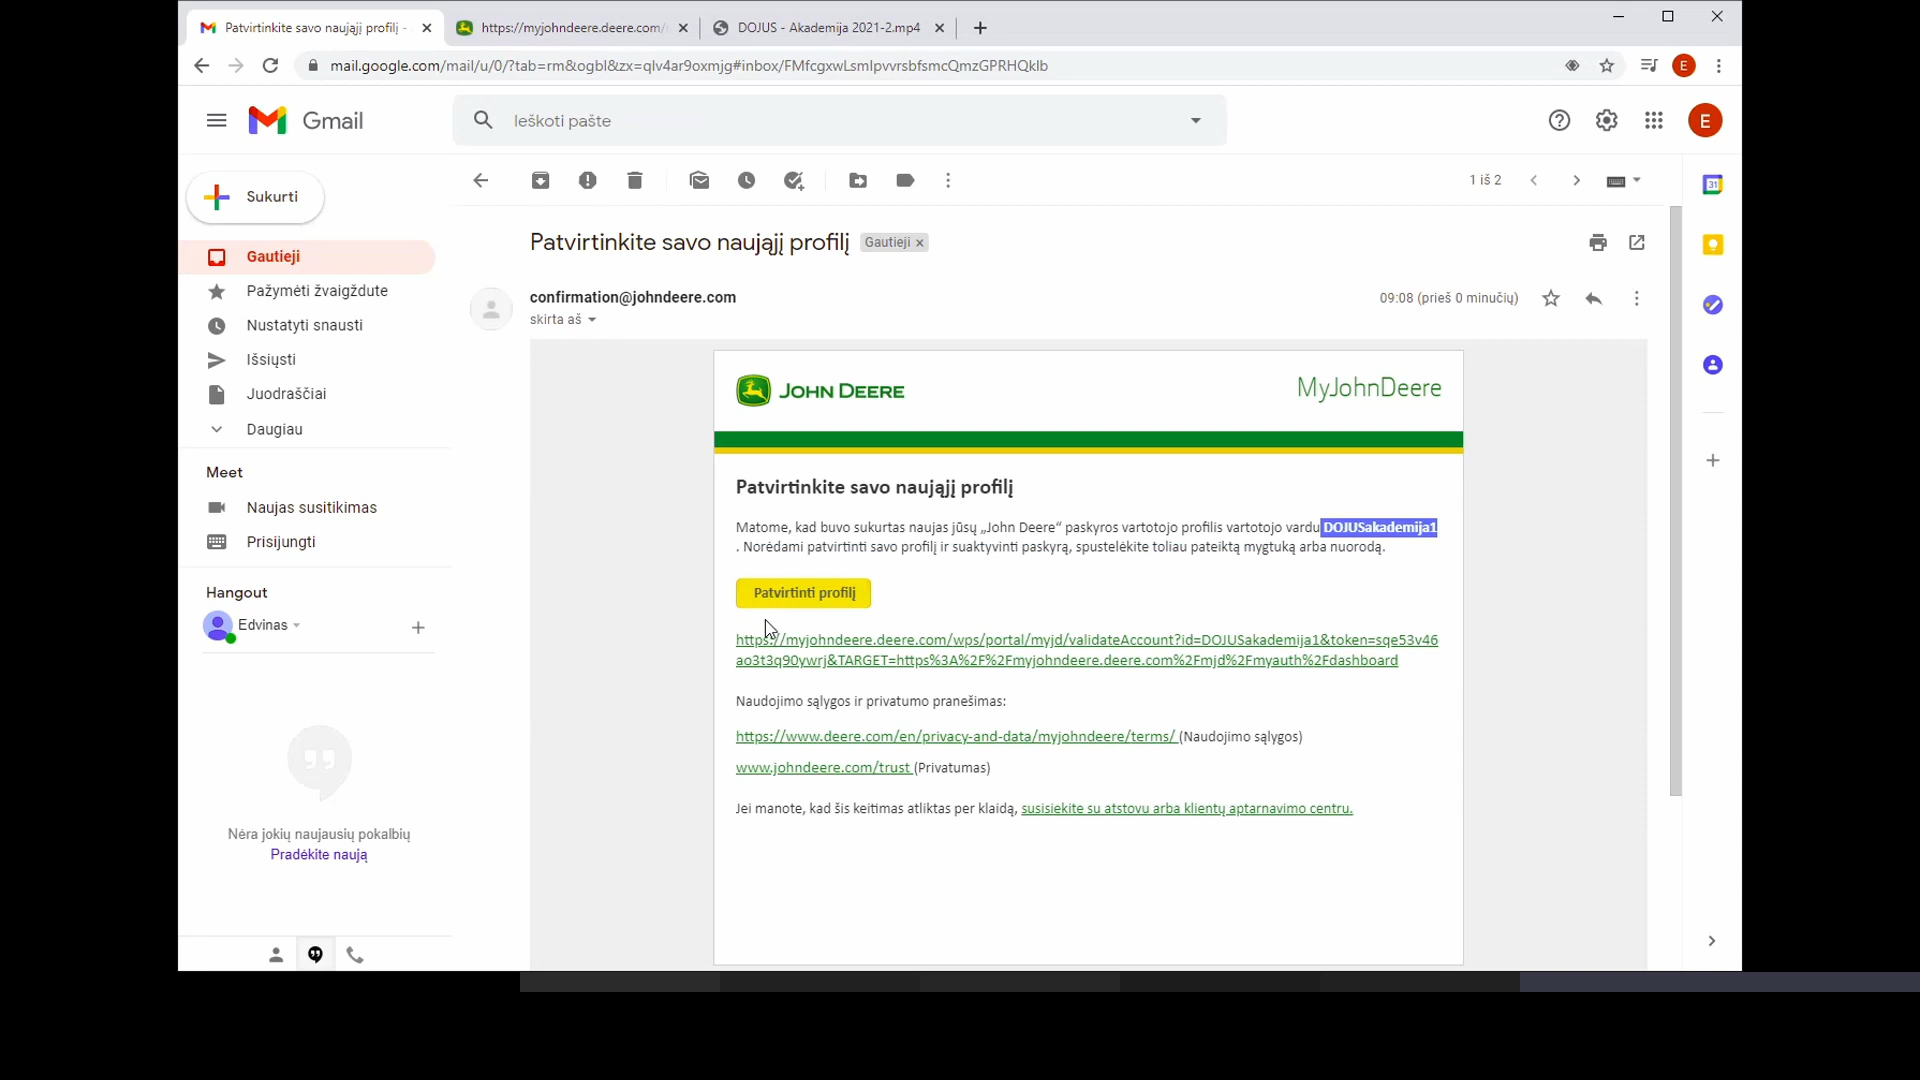 Patvirtinkite savo naująjį profilį -
https://myjohndeere.deere.com/
DOJUS - Akademija 2021-2.mp4
mail.google.com/mail/u/0/?tab=rm&ogbl&zx=qlv4ar9oxmjg#inbox/FMfcgxwLsmlpvvrsbfsmcQmzGPRHQklb
E
Gmail
Ieškoti pašte
E
Sukurti
1 iš 2
31
Patvirtinkite savo naująjį profilį
Gautieji
Gautieji
Pažymėti žvaigždute
Nustatyti snausti
Išsiųsti
Juodraščiai
Daugiau
Meet
Naujas susitikimas
Prisijungti
Hangout
Edvinas
Nėra jokių naujausių pokalbių
Pradėkite naują
confirmation@johndeere.com
09:08 (prieš 0 minučių)
skirta aš
JOHN DEERE
MyJohnDeere
Patvirtinkite savo naująjį profilį
Matome, kad buvo sukurtas naujas jūsų „John Deere“ paskyros vartotojo profilis vartotojo vardu DOJUSakademija1
. Norėdami patvirtinti savo profilį ir suaktyvinti paskyrą, spustelėkite toliau pateiktą mygtuką arba nuorodą.
Patvirtinti profilį
https://myjohndeere.deere.com/wps/portal/myjd/validateAccount?id=DOJUSakademija1&token=sqe53v46
ao3t3q90ywrj&TARGET=https%3A%2F%2Fmyjohndeere.deere.com%2Fmjd%2Fmyauth%2Fdashboard
Naudojimo sąlygos ir privatumo pranešimas:
https://www.deere.com/en/privacy-and-data/myjohndeere/terms/ (Naudojimo sąlygos)
www.johndeere.com/trust (Privatumas)
Jei manote, kad šis keitimas atliktas per klaidą, susisiekite su atstovu arba klientų aptarnavimo centru.